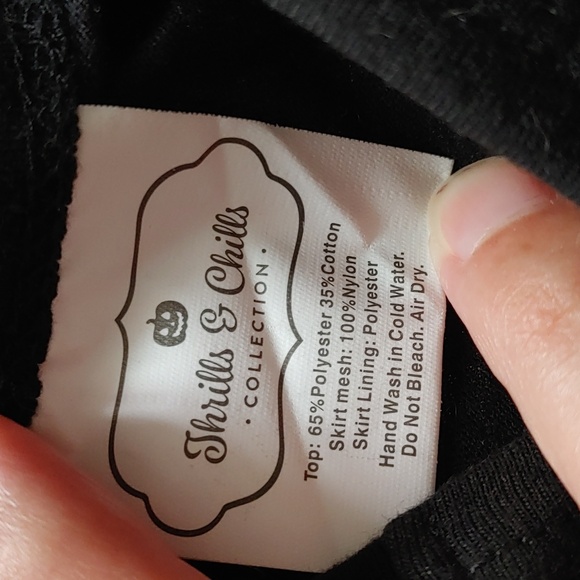 Thrills & Chills
• COLLECTION •
Top: 65%Polyester 35%Cotton
Skirt mesh: 100%Nylon
Skirt Lining: Polyester
Hand Wash in Cold Water.
Do Not Bleach. Air Dry.